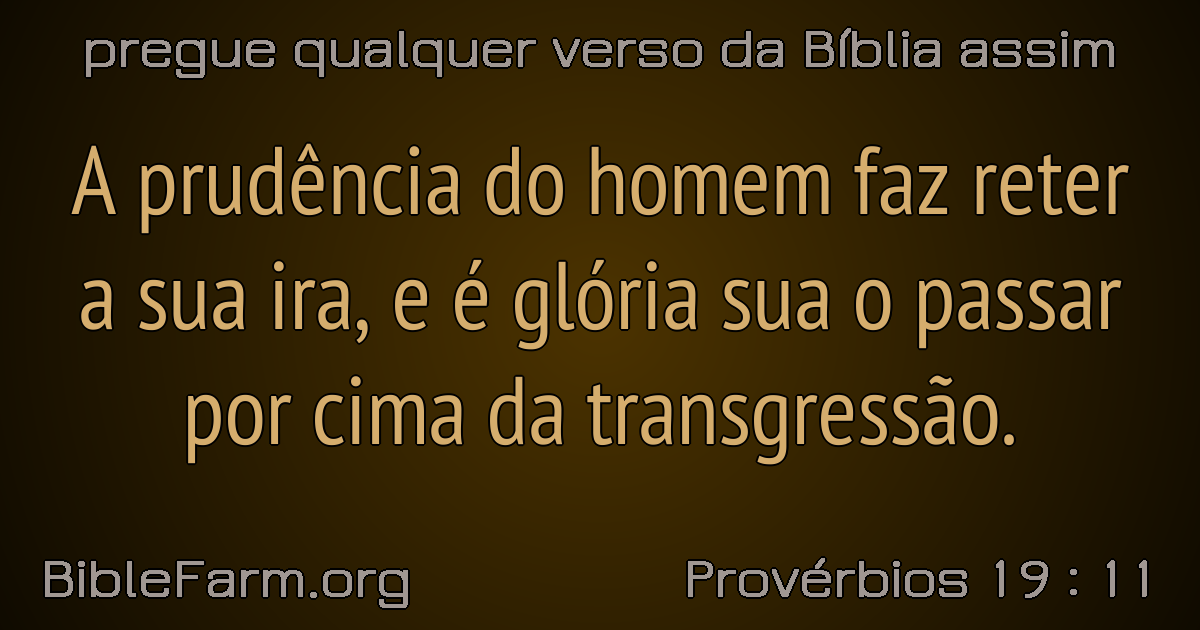 pregue qualquer verso da Bíblia assim
A prudência do homem faz reter
a sua ira, e é glória sua o passar
por cima da transgressão.
BibleFarm.org
Provérbios 19 : 11